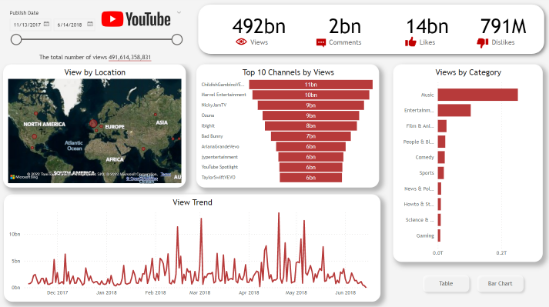 Publish Date
11/13/2017
6/14/2018
YouTube
The total number of views 491,614,358,831
492bn
Views
2bn
Comments
14bn
Likes
791M
Dislikes
View by Location
NORTH AMERICA
EUROPE
ASIA
Atlantic
Ocean
AFRICA
SOUTH AMERICA
Microsoft Bing
Top 10 Channels by Views
ChildishGambinoV...
11bn
Marvel Entertainment
10bn
NickyJamTV
9bn
Ozuna
9bn
ibighit
8bn
Bad Bunny
7bn
ArianaGrandeVevo
6bn
jypentertainment
6bn
YouTube Spotlight
6bn
TaylorSwiftVEVO
6bn
Views by Category
Music
Entertainm...
Film & Ani...
People & Bl...
Comedy
Sports
News & Pol...
Howto & St...
Science & ...
Gaming
0.0T
0.2T
View Trend
10bn
5bn
0bn
Dec 2017
Jan 2018
Feb 2018
Mar 2018
Apr 2018
May 2018
Jun 2018
Table
Bar Chart